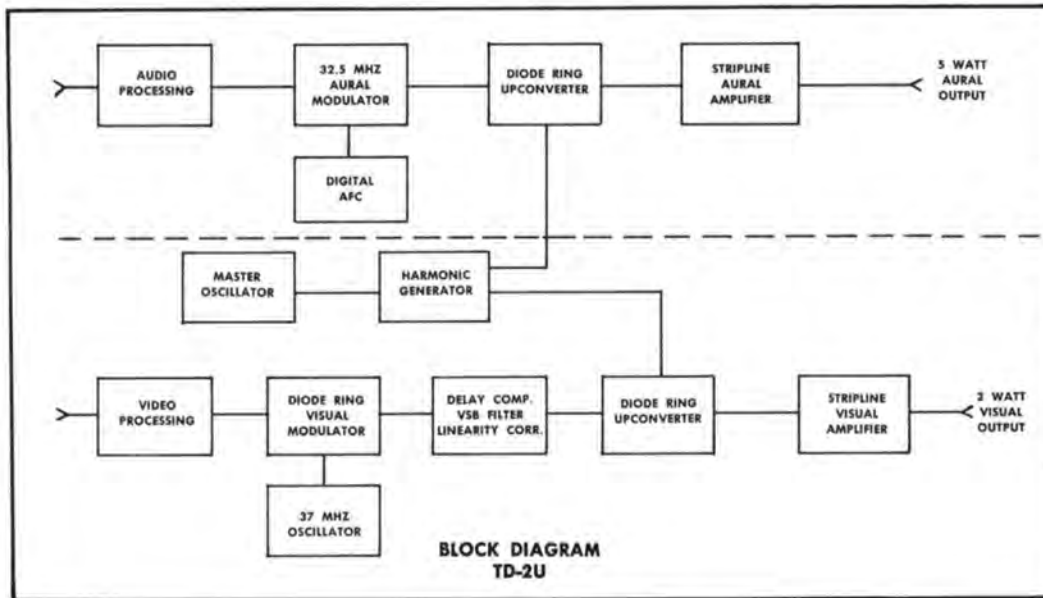 AUDIO
PROCESSING
32.5 MHZ
AURAL
MODULATOR
DIODE RING
UPCONVERTER
STRIPLINE
AURAL
AMPLIFIER
5 WATT
AURAL
OUTPUT
DIGITAL
AFC
MASTER
OSCILLATOR
HARMONIC
GENERATOR
VIDEO
PROCESSING
DIODE RING
VISUAL
MODULATOR
DELAY COMP.
VSB FILTER
LINEARITY CORR.
DIODE RING
UPCONVERTER
STRIPLINE
VISUAL
AMPLIFIER
2 WATT
VISUAL
OUTPUT
37 MHZ
OSCILLATOR
BLOCK DIAGRAM
TD-2U